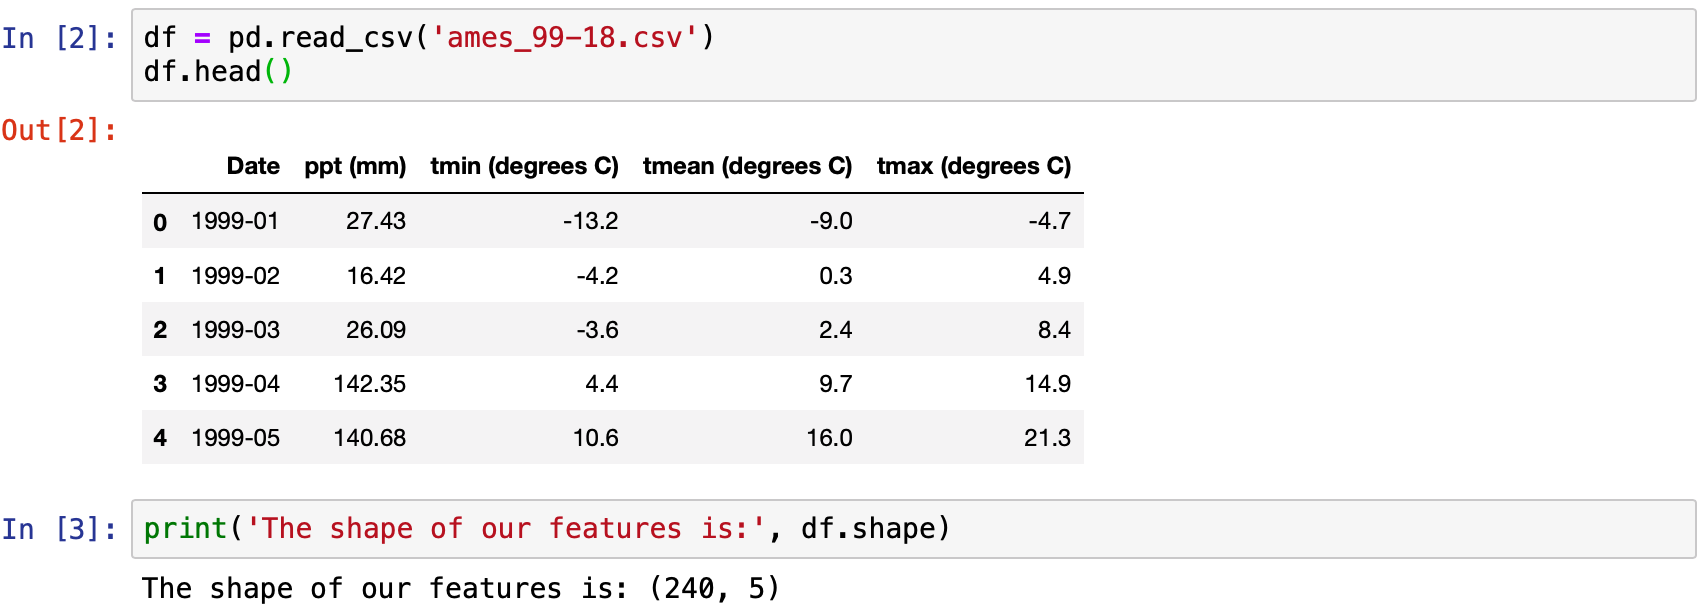 In [2]: df = pd.read_csv('ames_99-18.csv')
df.head()
Out[2]:
Date ppt (mm) tmin (degrees C) tmean (degrees C) tmax (degrees C)
0 1999-01 27.43 -13.2 -9.0 -4.7
1 1999-02 16.42 -4.2 0.3 4.9
2 1999-03 26.09 -3.6 2.4 8.4
3 1999-04 142.35 4.4 9.7 14.9
4 1999-05 140.68 10.6 16.0 21.3
In [3]: print('The shape of our features is:', df.shape)
The shape of our features is: (240, 5)